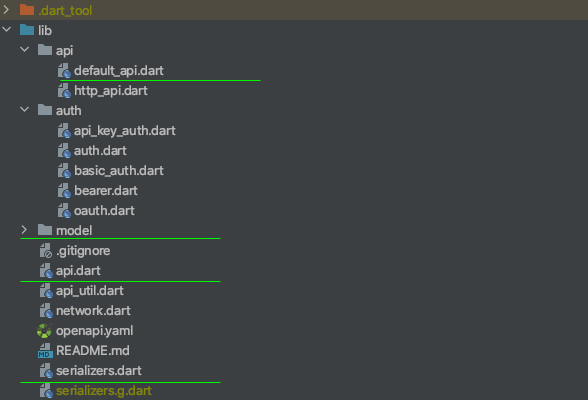 .dart_tool
lib
api
default_api.dart
http_api.dart
auth
api_key_auth.dart
auth.dart
basic_auth.dart
bearer.dart
oauth.dart
model
.gitignore
api.dart
api_util.dart
network.dart
openapi.yaml
MD README.md
serializers.dart
serializers.g.dart